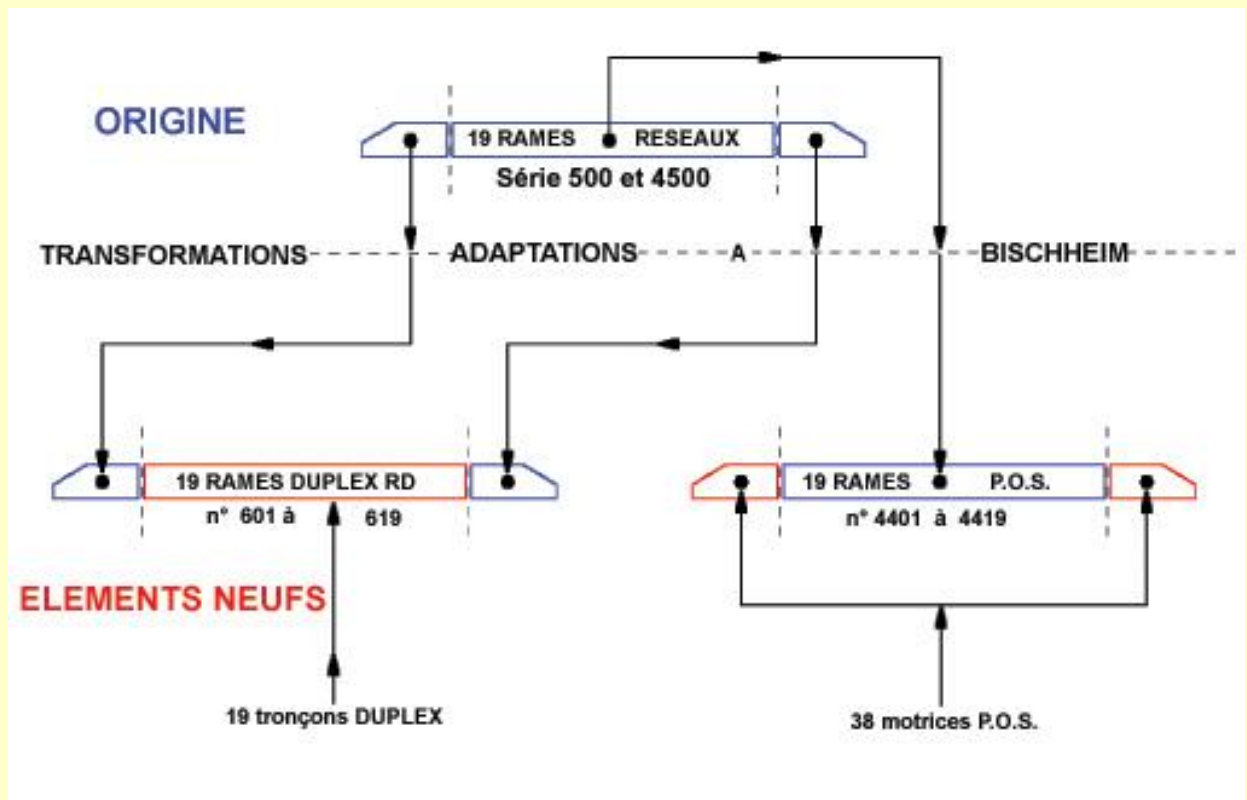 ORIGINE
19 RAMES RESEAUX
Série 500 et 4500
TRANSFORMATIONS ADAPTATIONS A BISCHHEIM
19 RAMES DUPLEX RD
n° 601 à 619
19 RAMES P.O.S.
n° 4401 à 4419
ELEMENTS NEUFS
19 tronçons DUPLEX
38 motrices P.O.S.